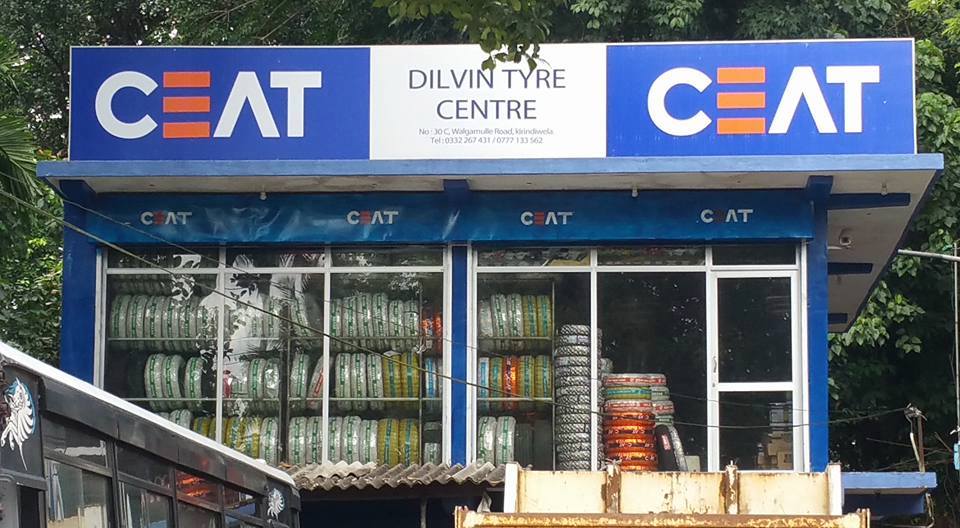 CEAT
DILVIN TYRE
CENTRE
No : 30 C, Walgamulle Road, kirindiwela.
Tel : 0332 267 431 / 0777 133 562
CEAT
CEAT CEAT CEAT CEAT